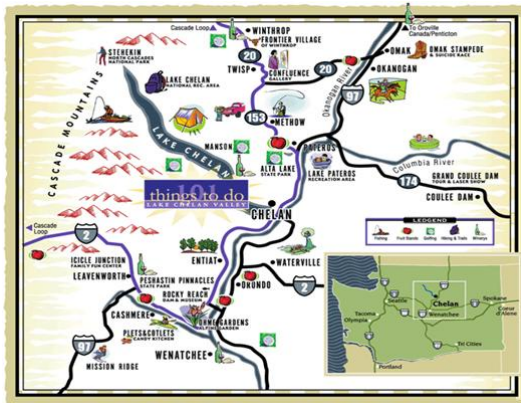 Cascade Loop
WINTHROP
FRONTIER VILLAGE
OF WINTHROP
To Oroville
Canada/Penticton
STEHEKIN
NORTH CASCADES
NATIONAL PARK
20
TWISP
CONFLUENCE
GALLERY
20
OMAK
OMAK STAMPEDE
& SUICIDE RACE
OKANOGAN
LAKE CHELAN
NATIONAL REC. AREA
Okanogan River
97
CASCADE MOUNTAINS
153
METHOW
LAKE CHELAN
MANSON
ALTA LAKE
STATE PARK
PATEROS
LAKE PATEROS
RECREATION AREA
Columbia River
174
GRAND COULEE DAM
TOUR & LASER SHOW
COULEE DAM
101
things to do
LAKE CHELAN VALLEY
CHELAN
LEDGEND
Fishing
Fruit Stands
Golfing
Hiking & Trails
Winerys
Cascade
Loop
2
ICICLE JUNCTION
FAMILY FUN CENTER
LEAVENWORTH
ENTIAT
WATERVILLE
PESHASTIN PINNACLES
STATE PARK
ROCKY REACH
DAM & MUSEUM
ORONDO
2
CASHMERE
OHME GARDENS
ALPINE GARDEN
CANDY KITCHEN
97
MISSION RIDGE
WENATCHEE
Chelan
Seattle
Spokane
Coeur
d'Alene
Tacoma
Olympia
Wenatchee
Tri Cities
Portland